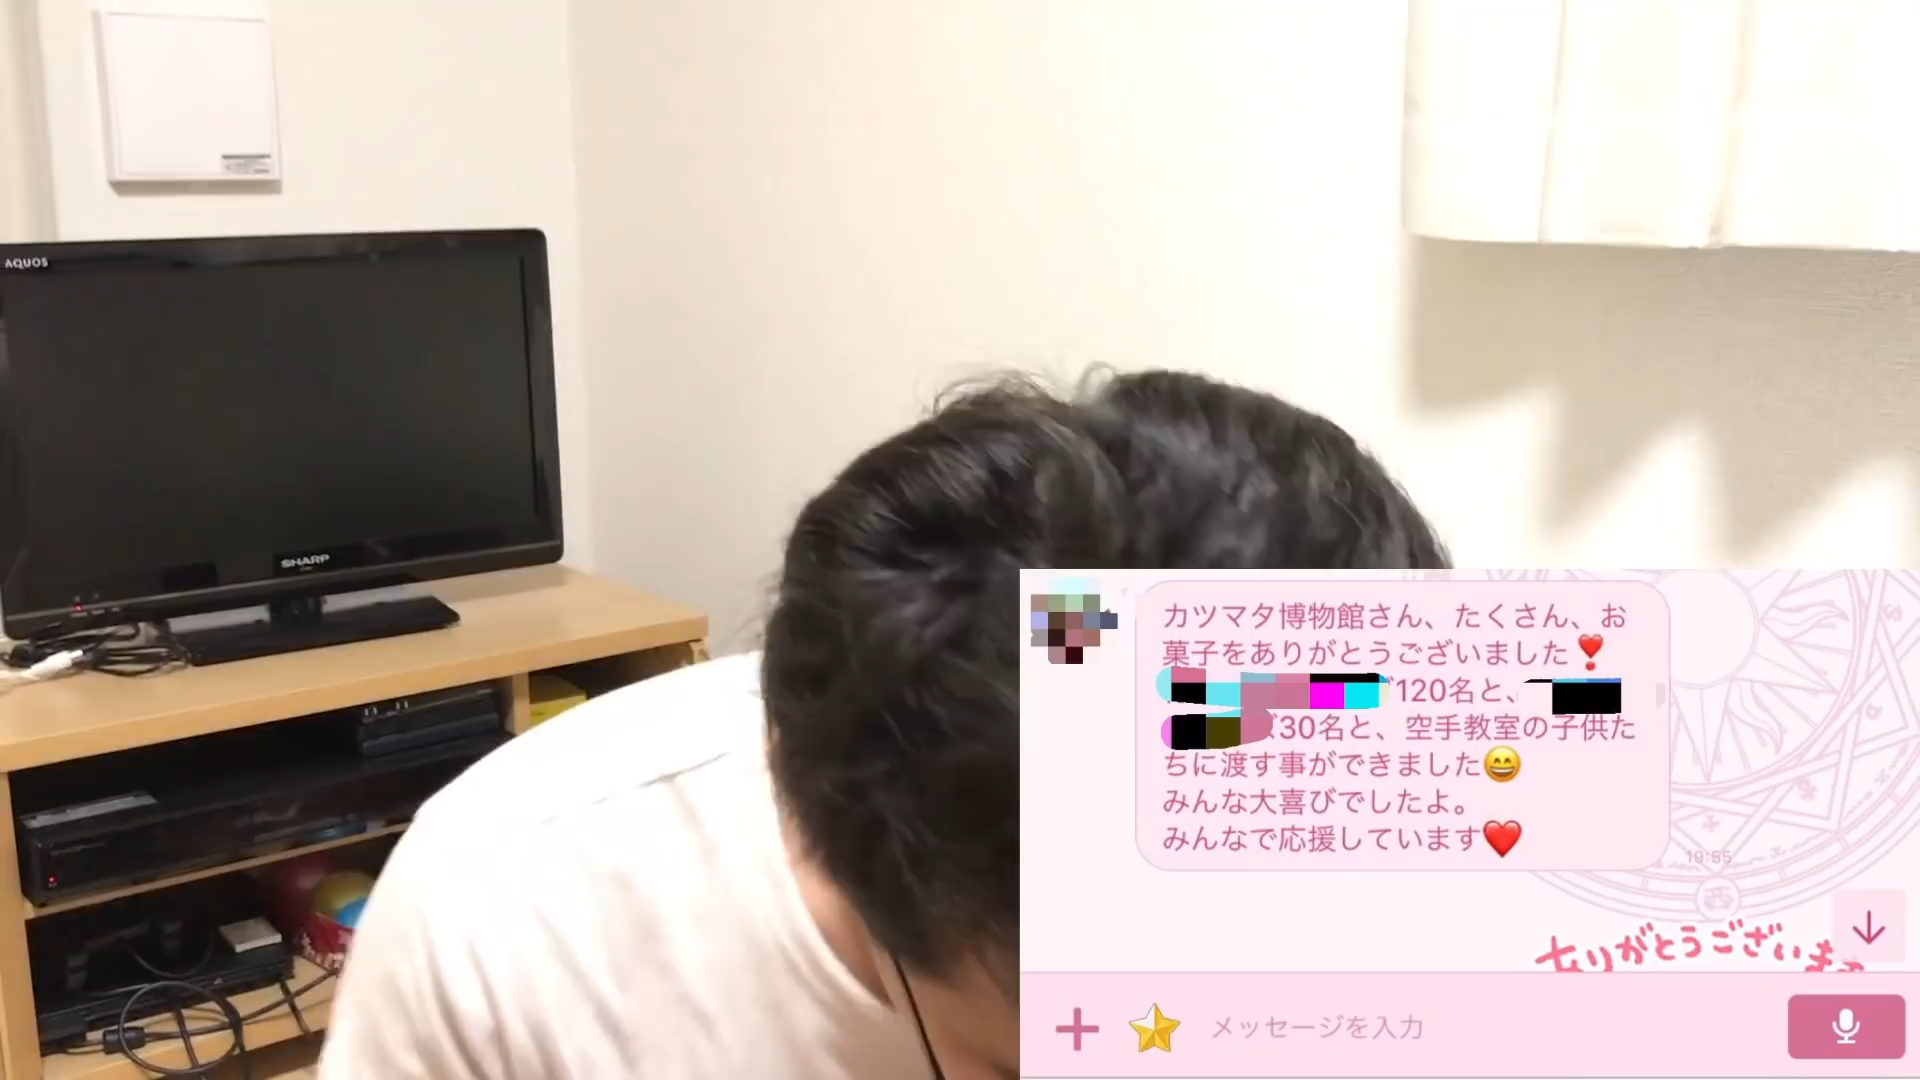 AQUOS
SHARP
カツマタ博物館さん、たくさん、お
菓子をありがとうございました❣️
120名と、
30名と、空手教室の子供た
ちに渡す事ができました😄
みんな大喜びでしたよ。
みんなで応援しています❤️
19:55
酉
ありがとうございま
メッセージを入力